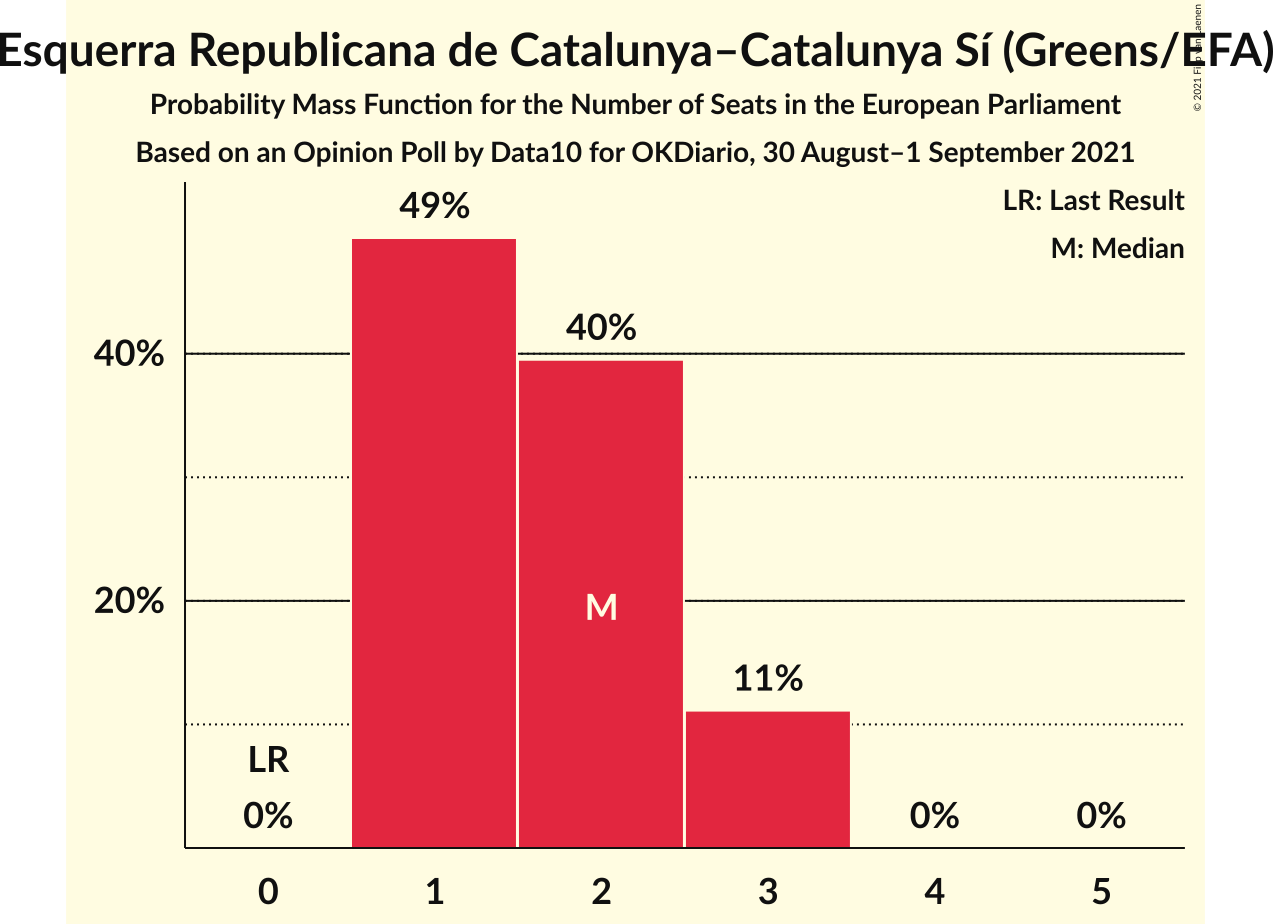 Esquerra Republicana de Catalunya–Catalunya Sí (Greens/EFA)
Probability Mass Function for the Number of Seats in the European Parliament
Based on an Opinion Poll by Data10 for OKDiario, 30 August–1 September 2021
© 2021
LR: Last Result
M: Median
49%
40%
40%
M
20%
11%
LR
0%
0%
0%
0 1 2 3 4 5